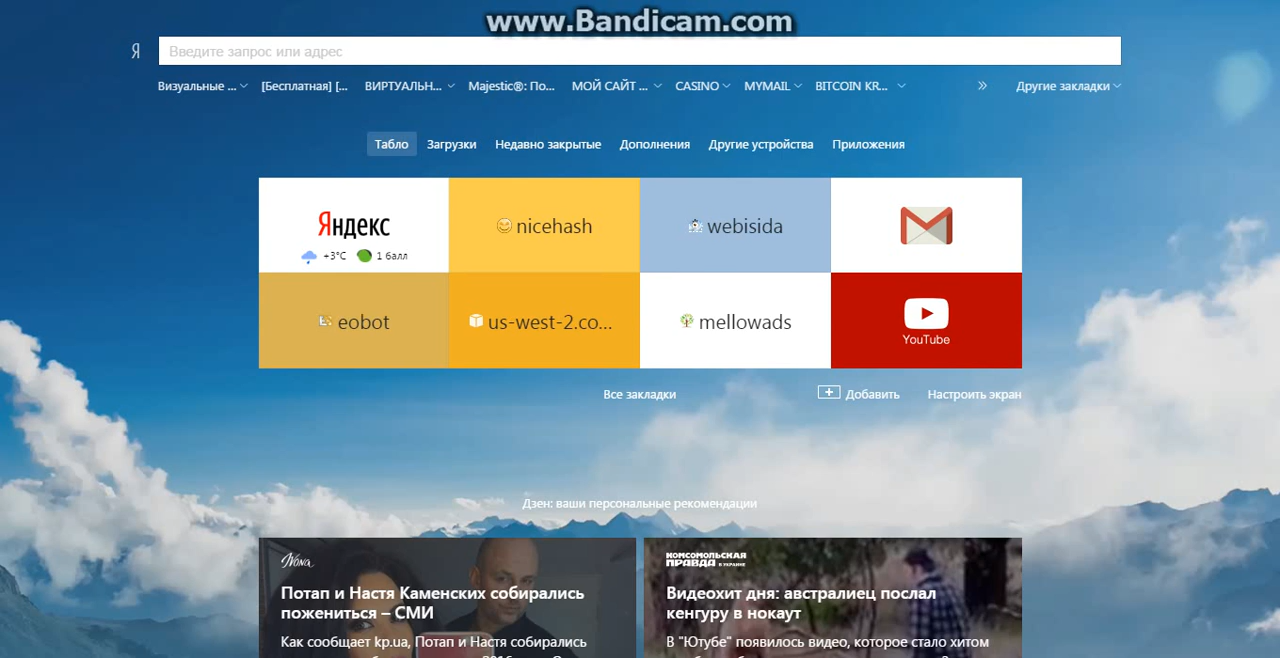 www.Bandicam.com
Я
Введите запрос или адрес
Визуальные ... [Бесплатная] [... ВИРТУАЛЬН... Majestic®: По... МОЙ САЙТ ... CASINO MYMAIL BITCOIN KR... » Другие закладки
Табло Загрузки Недавно закрытые Дополнения Другие устройства Приложения
Яндекс
+3°C 1 балл
nicehash
webisida
eobot
us-west-2.co...
mellowads
YouTube
Все закладки
Добавить
Настроить экран
Дзен: ваши персональные рекомендации
Nona
Потап и Настя Каменских собирались
пожениться – СМИ
Как сообщает kp.ua, Потап и Настя собирались
КОМСОМОЛЬСКАЯ
ПРАВДА В УКРАИНЕ
Видеохит дня: австралиец послал
кенгуру в нокаут
В "Ютубе" появилось видео, которое стало хитом